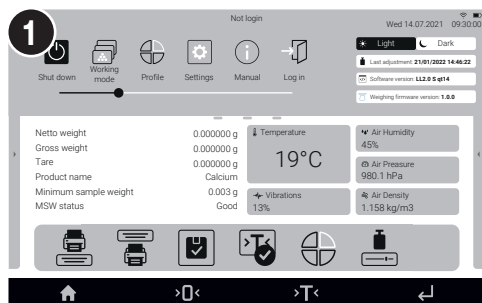 1
Not login
Wed 14.07.2021 09:30:00
Shut down
Working mode
Profile
Settings
Manual
Log in
Light
Dark
Last adjustment: 21/01/2022 14:46:22
Software version: LL2.0 S qt14
Weighing firmware version: 1.0.0
Netto weight 0.000000 g
Gross weight 0.000000 g
Tare 0.000000 g
Product name Calcium
Minimum sample weight 0.003 g
MSW status Good
Temperature
19°C
Vibrations
13%
Air Humidity
45%
Air Preasure
980.1 hPa
Air Density
1.158 kg/m3
>T<
>0<
>T<